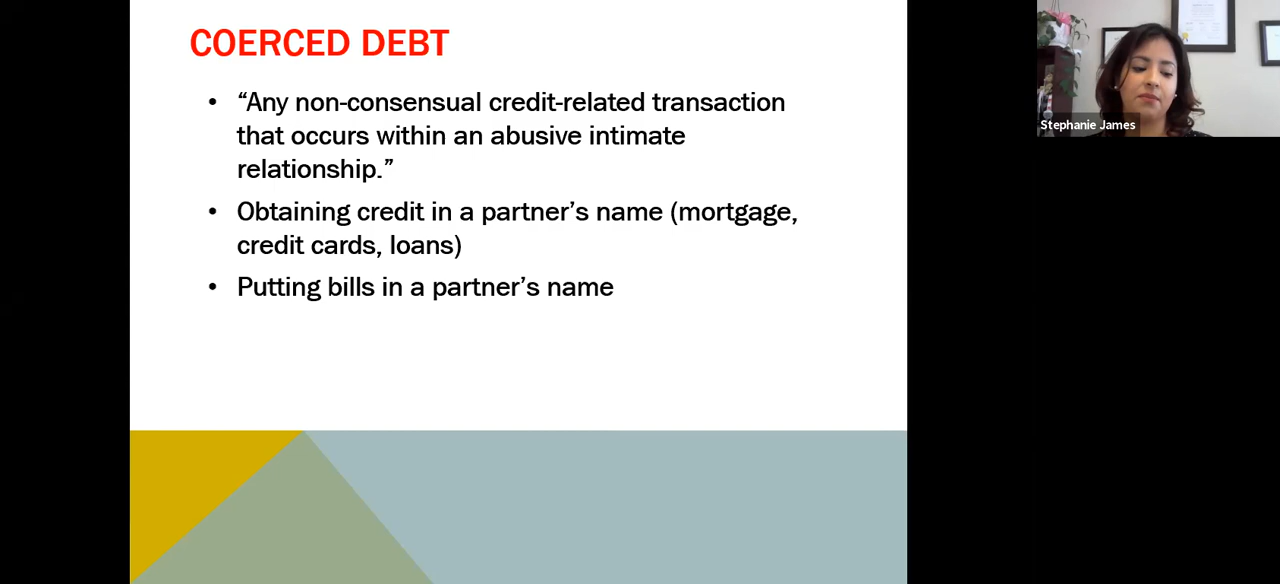 COERCED DEBT
• “Any non-consensual credit-related transaction
that occurs within an abusive intimate
relationship.”
• Obtaining credit in a partner’s name (mortgage,
credit cards, loans)
• Putting bills in a partner’s name
Stephanie James